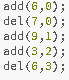 add(6,0);
del(7,0);
add(9,1);
add(3,2);
del(6,3);